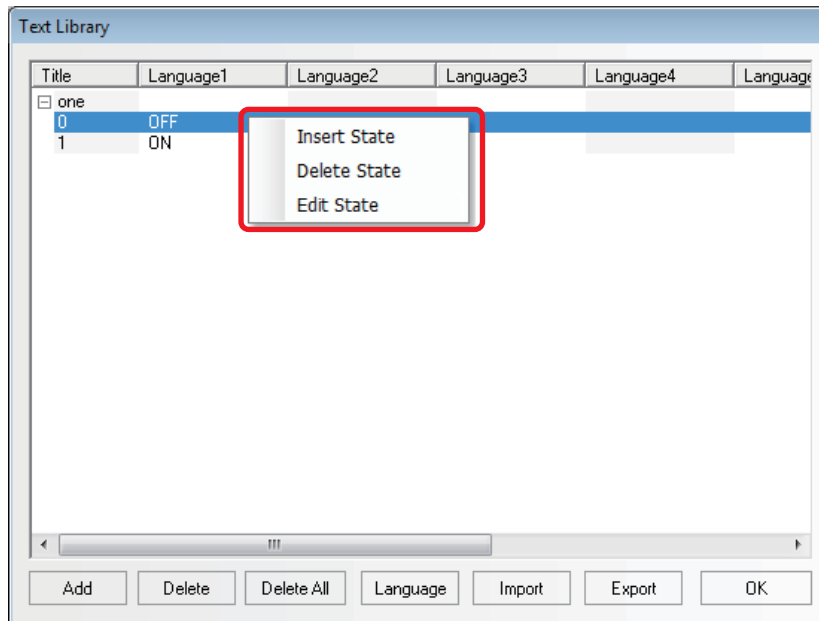 Text Library
Title Language1 Language2 Language3 Language4 Language
one
0 OFF
1 ON
Insert State
Delete State
Edit State
Add Delete Delete All Language Import Export OK